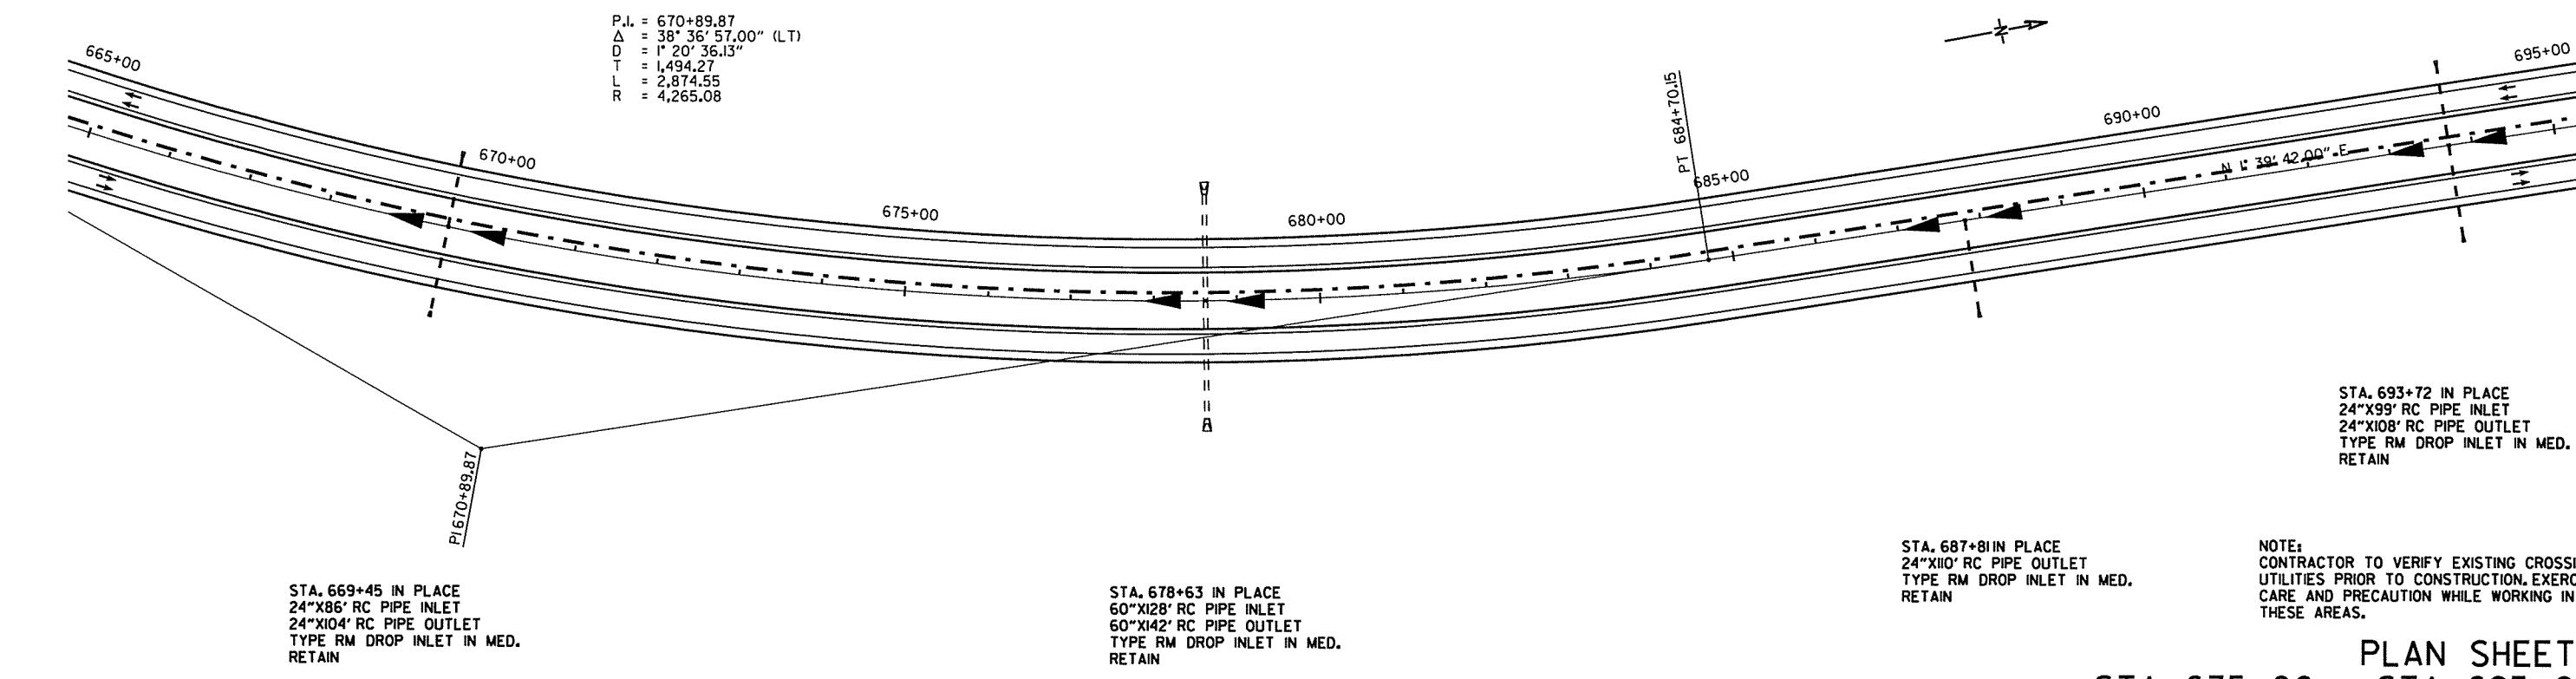 P.I. = 670+89.87
Δ = 38° 36' 57.00" (LT)
D = 1° 20' 36.13"
T = 1,494.27
L = 2,874.55
R = 4,265.08
665+00
670+00
675+00
680+00
PT 684+70.15
685+00
690+00
695+00
N
N 1° 39' 42.00" E
PI 670+89.87
STA. 669+45 IN PLACE
24"X86' RC PIPE INLET
24"X104' RC PIPE OUTLET
TYPE RM DROP INLET IN MED.
RETAIN
STA. 678+63 IN PLACE
60"X128' RC PIPE INLET
60"X142' RC PIPE OUTLET
TYPE RM DROP INLET IN MED.
RETAIN
STA. 687+81 IN PLACE
24"X110' RC PIPE OUTLET
TYPE RM DROP INLET IN MED.
RETAIN
STA. 693+72 IN PLACE
24"X99' RC PIPE INLET
24"X108' RC PIPE OUTLET
TYPE RM DROP INLET IN MED.
RETAIN
NOTE:
CONTRACTOR TO VERIFY EXISTING CROSSI
UTILITIES PRIOR TO CONSTRUCTION. EXERC
CARE AND PRECAUTION WHILE WORKING IN
THESE AREAS.
PLAN SHEET